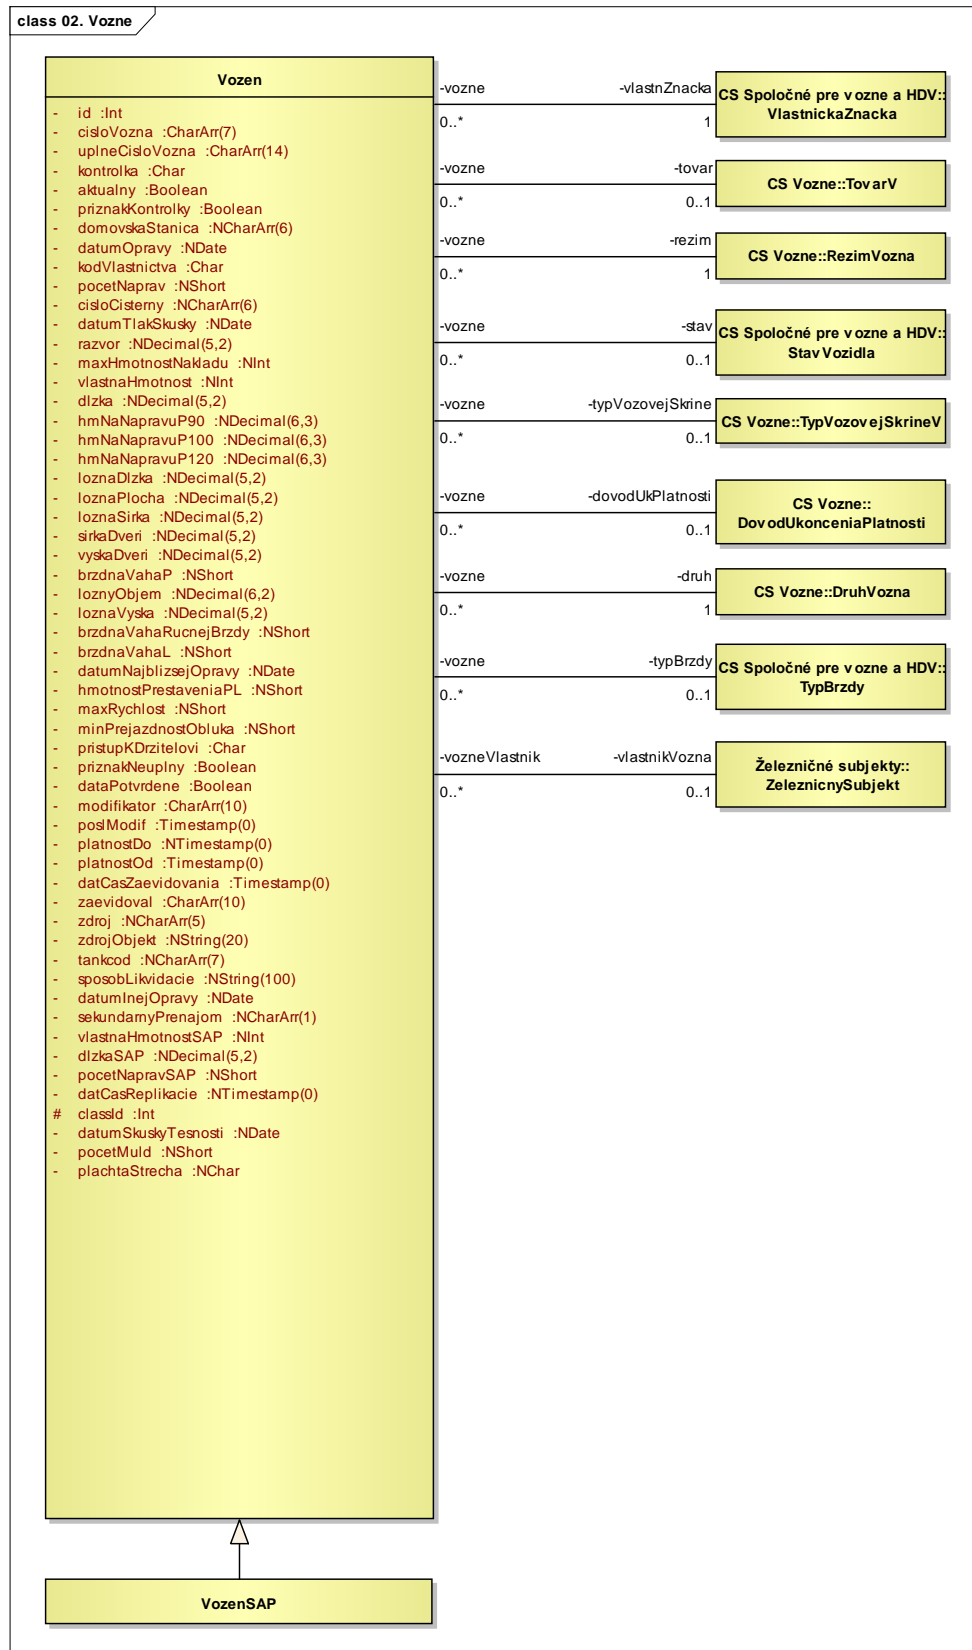 class 02. Vozne
Vozen
- id :Int
- cisloVozna :CharArr(7)
- uplneCisloVozna :CharArr(14)
- kontrolka :Char
- aktualny :Boolean
- priznakKontrolky :Boolean
- domovskaStanica :NCharArr(6)
- datumOpravy :NDate
- kodVlastnictva :Char
- pocetNaprav :NShort
- cisloCisterny :NCharArr(6)
- datumTlakSkusky :NDate
- razvor :NDecimal(5,2)
- maxHmotnostNakladu :NInt
- vlastnaHmotnost :NInt
- dlzka :NDecimal(5,2)
- hmNaNapravuP90 :NDecimal(6,3)
- hmNaNapravuP100 :NDecimal(6,3)
- hmNaNapravuP120 :NDecimal(6,3)
- loznaDlzka :NDecimal(5,2)
- loznaPlocha :NDecimal(5,2)
- loznaSirka :NDecimal(5,2)
- sirkaDveri :NDecimal(5,2)
- vyskaDveri :NDecimal(5,2)
- brzdnaVahaP :NShort
- loznyObjem :NDecimal(6,2)
- loznaVyska :NDecimal(5,2)
- brzdnaVahaRucnejBrzdy :NShort
- brzdnaVahaL :NShort
- datumNajblizsejOpravy :NDate
- hmotnostPrestaveniaPL :NShort
- maxRychlost :NShort
- minPrejazdnostObluka :NShort
- pristupKDrzitelovi :Char
- priznakNeuplny :Boolean
- dataPotvrdene :Boolean
- modifikator :CharArr(10)
- poslModif :Timestamp(0)
- platnostDo :NTimestamp(0)
- platnostOd :Timestamp(0)
- datCasZaevidovania :Timestamp(0)
- zaevidoval :CharArr(10)
- zdroj :NCharArr(5)
- zdrojObjekt :NString(20)
- tankcod :NCharArr(7)
- sposobLikvidacie :NString(100)
- datumInejOpravy :NDate
- sekundarnyPrenajom :NCharArr(1)
- vlastnaHmotnostSAP :NInt
- dlzkaSAP :NDecimal(5,2)
- pocetNapravSAP :NShort
- datCasReplikacie :NTimestamp(0)
# classId :Int
- datumSkuskyTesnosti :NDate
- pocetMuld :NShort
- plachtaStrecha :NChar
-vozne -vlastnZnacka
0..* 1
CS Spoločné pre vozne a HDV::
VlastnickaZnacka
-vozne -tovar
0..* 0..1
CS Vozne::TovarV
-vozne -rezim
0..* 1
CS Vozne::RezimVozna
-vozne -stav
0..* 0..1
CS Spoločné pre vozne a HDV::
StavVozidla
-vozne -typVozovejSkrine
0..* 0..1
CS Vozne::TypVozovejSkrineV
-vozne -dovodUkPlatnosti
0..* 0..1
CS Vozne::
DovodUkonceniaPlatnosti
-vozne -druh
0..* 1
CS Vozne::DruhVozna
-vozne -typBrzdy
0..* 0..1
CS Spoločné pre vozne a HDV::
TypBrzdy
-vozneVlastnik -vlastnikVozna
0..* 0..1
Železničné subjekty::
ZeleznicnySubjekt
VozenSAP